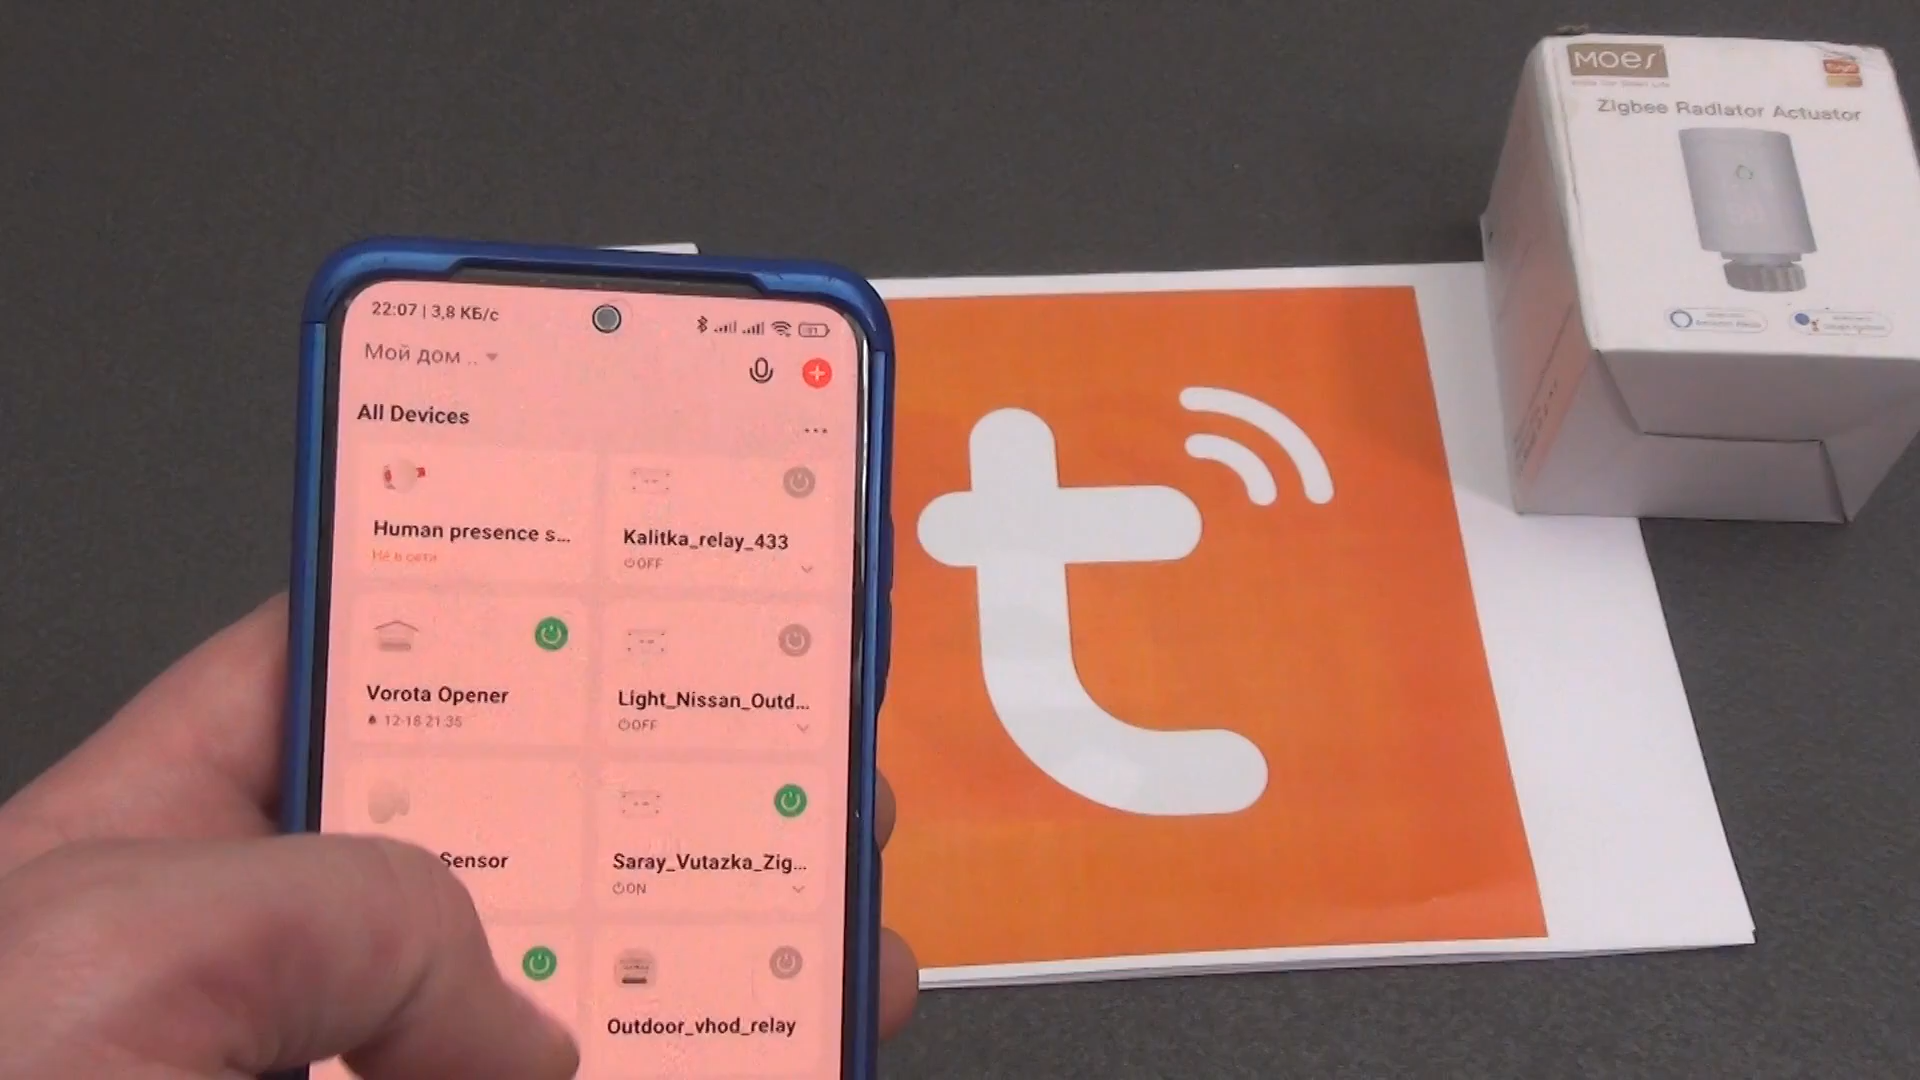 22:07 | 3,8 КБ/с
Мой дом ..
All Devices
Human presence s...
Не в сети
Kalitka_relay_433
OFF
Vorota Opener
12-18 21:35
Light_Nissan_Outd...
OFF
Sensor
Saray_Vutazka_Zig...
ON
Outdoor_vhod_relay
MOES
Zigbee Radiator Actuator